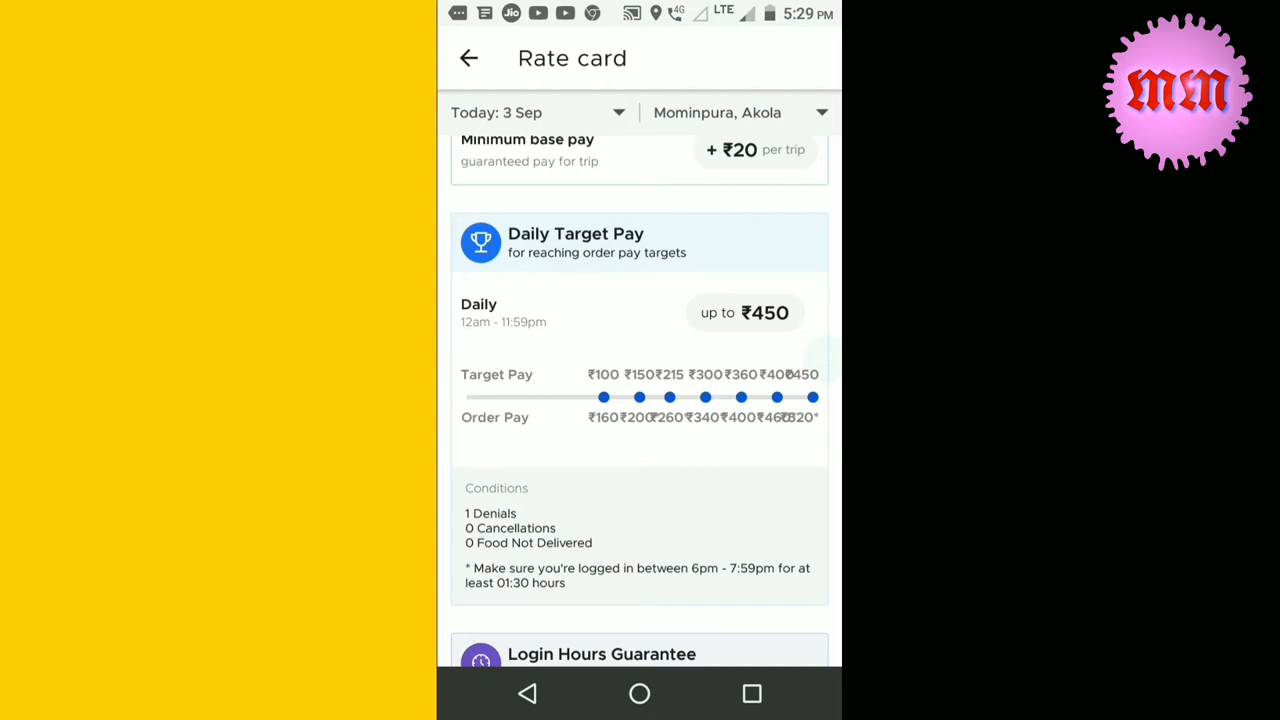 LTE 5:29 PM
Rate card
Today: 3 Sep Mominpura, Akola
Minimum base pay
guaranteed pay for trip
+ ₹20 per trip
Daily Target Pay
for reaching order pay targets
Daily
12am - 11:59pm
up to ₹450
Target Pay ₹100 ₹150 ₹215 ₹300 ₹360 ₹400 ₹450
Order Pay ₹160 ₹200 ₹260* ₹340* ₹400* ₹460*
Conditions
1 Denials
0 Cancellations
0 Food Not Delivered
* Make sure you're logged in between 6pm - 7:59pm for at
least 01:30 hours
Login Hours Guarantee
MM